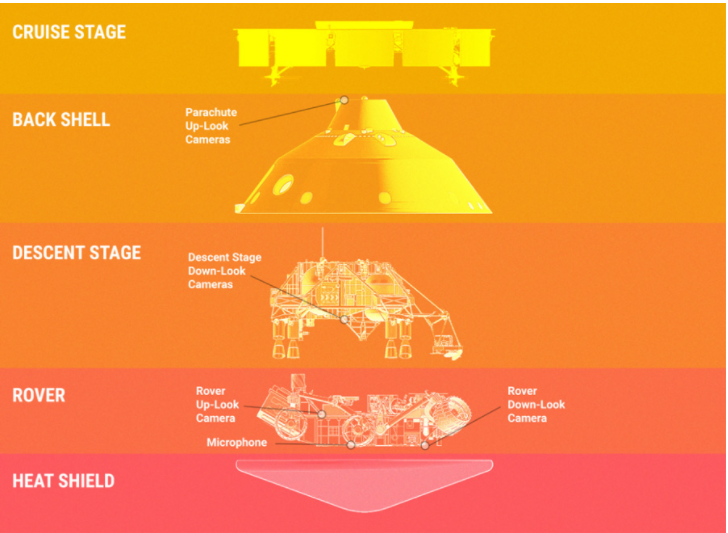 CRUISE STAGE
BACK SHELL
Parachute
Up-Look
Cameras
DESCENT STAGE
Descent Stage
Down-Look
Cameras
ROVER
Rover
Up-Look
Camera
Microphone
Rover
Down-Look
Camera
HEAT SHIELD